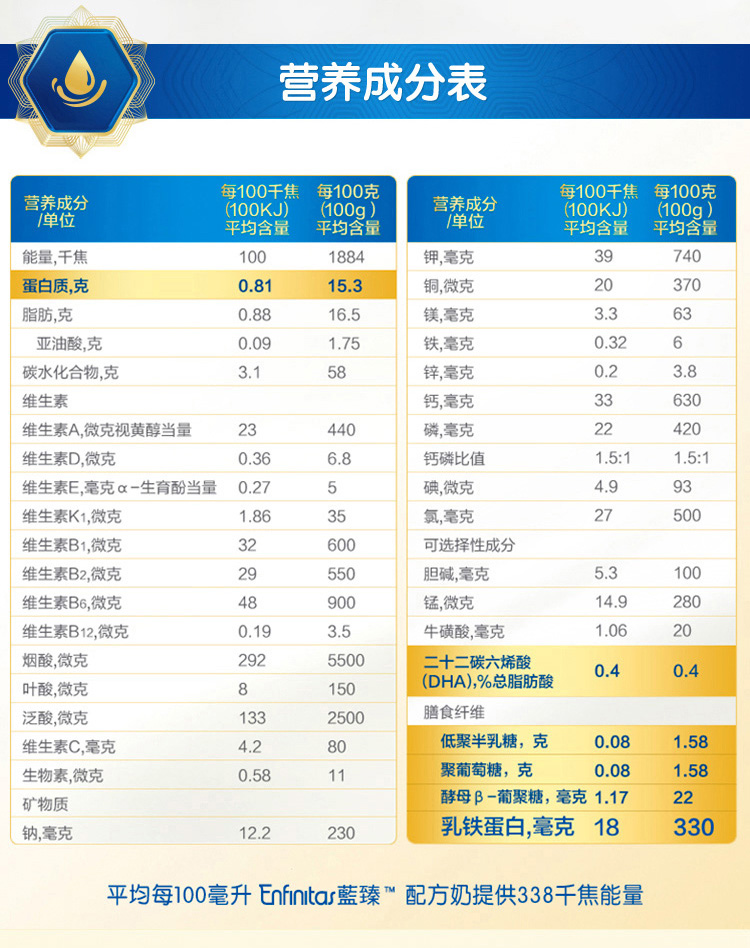 营养成分表
营养成分/单位 每100千焦(100KJ)平均含量 每100克(100g)平均含量
能量,千焦 100 1884
蛋白质,克 0.81 15.3
脂肪,克 0.88 16.5
亚油酸,克 0.09 1.75
碳水化合物,克 3.1 58
维生素
维生素A,微克视黄醇当量 23 440
维生素D,微克 0.36 6.8
维生素E,毫克α-生育酚当量 0.27 5
维生素K1,微克 1.86 35
维生素B1,微克 32 600
维生素B2,微克 29 550
维生素B6,微克 48 900
维生素B12,微克 0.19 3.5
烟酸,微克 292 5500
叶酸,微克 8 150
泛酸,微克 133 2500
维生素C,毫克 4.2 80
生物素,微克 0.58 11
矿物质
钠,毫克 12.2 230
营养成分/单位 每100千焦(100KJ)平均含量 每100克(100g)平均含量
钾,毫克 39 740
铜,微克 20 370
镁,毫克 3.3 63
铁,毫克 0.32 6
锌,毫克 0.2 3.8
钙,毫克 33 630
磷,毫克 22 420
钙磷比值 1.5:1 1.5:1
碘,微克 4.9 93
氯,毫克 27 500
可选择性成分
胆碱,毫克 5.3 100
锰,微克 14.9 280
牛磺酸,毫克 1.06 20
二十二碳六烯酸
(DHA),%总脂肪酸 0.4 0.4
膳食纤维
低聚半乳糖，克 0.08 1.58
聚葡萄糖，克 0.08 1.58
酵母β-葡聚糖，毫克 1.17 22
乳铁蛋白,毫克 18 330
平均每100毫升 Enfinitas藍臻™ 配方奶提供338千焦能量